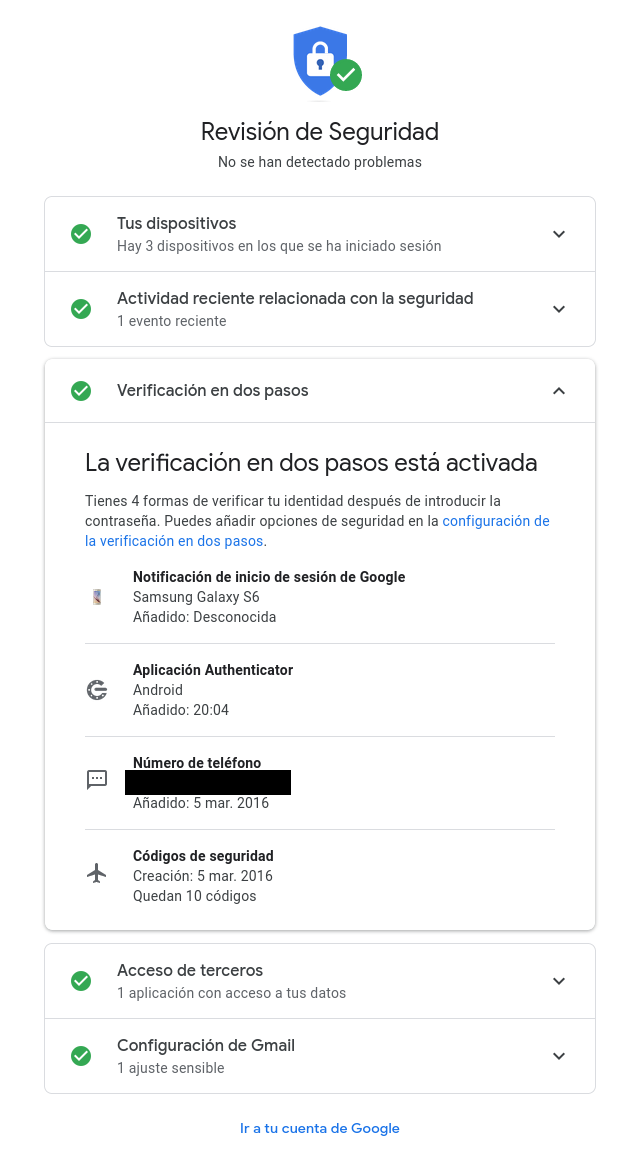 Revisión de Seguridad
No se han detectado problemas
Tus dispositivos
Hay 3 dispositivos en los que se ha iniciado sesión
Actividad reciente relacionada con la seguridad
1 evento reciente
Verificación en dos pasos
La verificación en dos pasos está activada
Tienes 4 formas de verificar tu identidad después de introducir la
contraseña. Puedes añadir opciones de seguridad en la configuración de
la verificación en dos pasos.
Notificación de inicio de sesión de Google
Samsung Galaxy S6
Añadido: Desconocida
Aplicación Authenticator
Android
Añadido: 20:04
Número de teléfono
Añadido: 5 mar. 2016
Códigos de seguridad
Creación: 5 mar. 2016
Quedan 10 códigos
Acceso de terceros
1 aplicación con acceso a tus datos
Configuración de Gmail
1 ajuste sensible
Ir a tu cuenta de Google